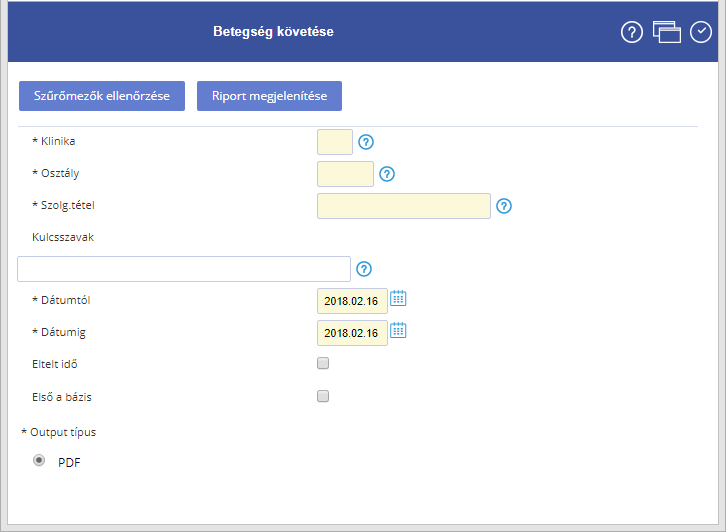 Betegség követése
Szűrőmezők ellenőrzése
Riport megjelenítése
* Klinika
* Osztály
* Szolg.tétel
Kulcsszavak
* Dátumtól
2018.02.16
* Dátumig
2018.02.16
Eltelt idő
Első a bázis
* Output típus
PDF